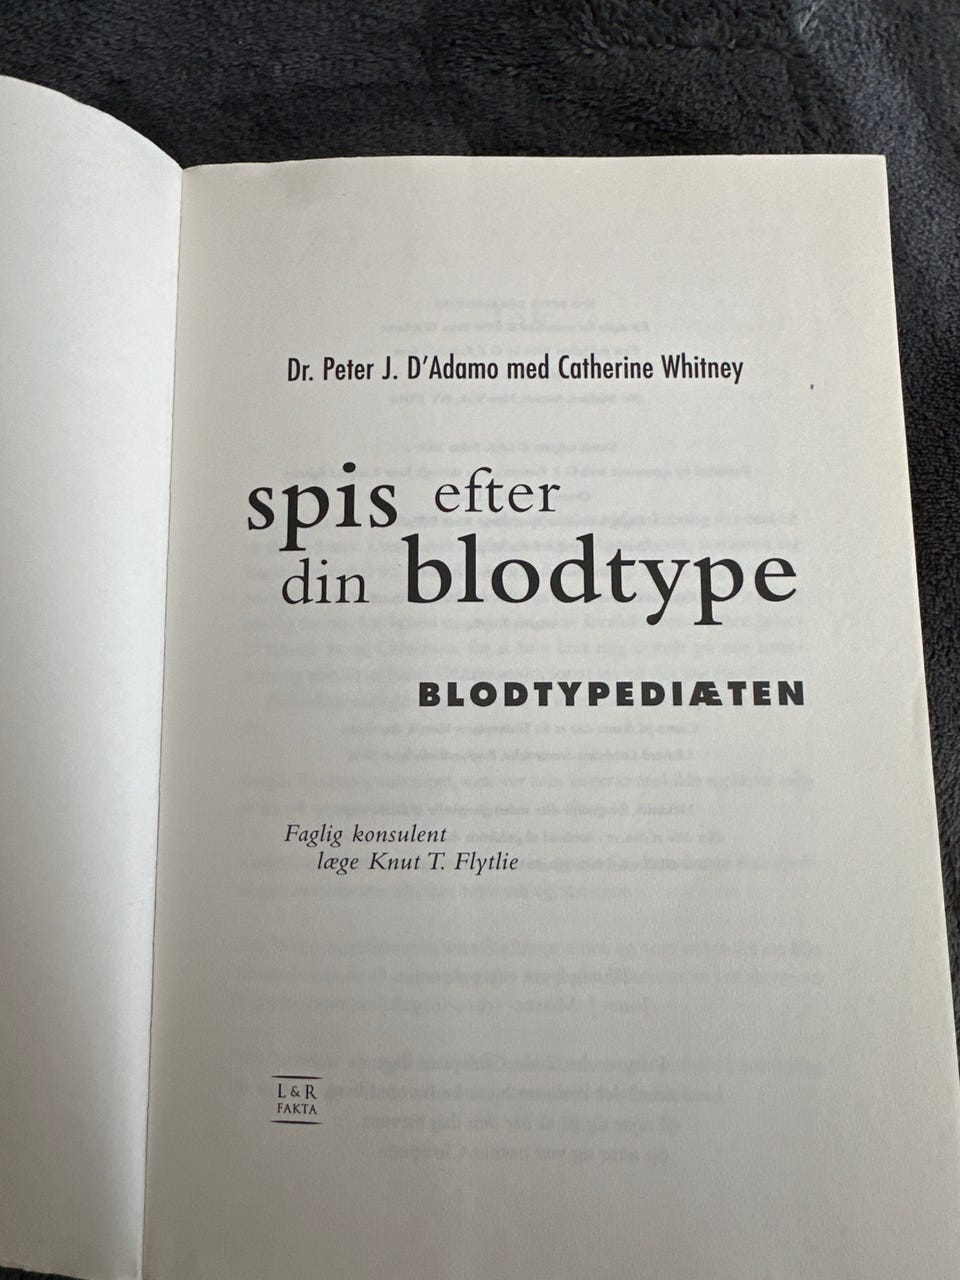 Dr. Peter J. D'Adamo med Catherine Whitney
spis efter
din blodtype
BLODTYPEDIÆTEN
Faglig konsulent
læge Knut T. Flytlie
L & R
FAKTA